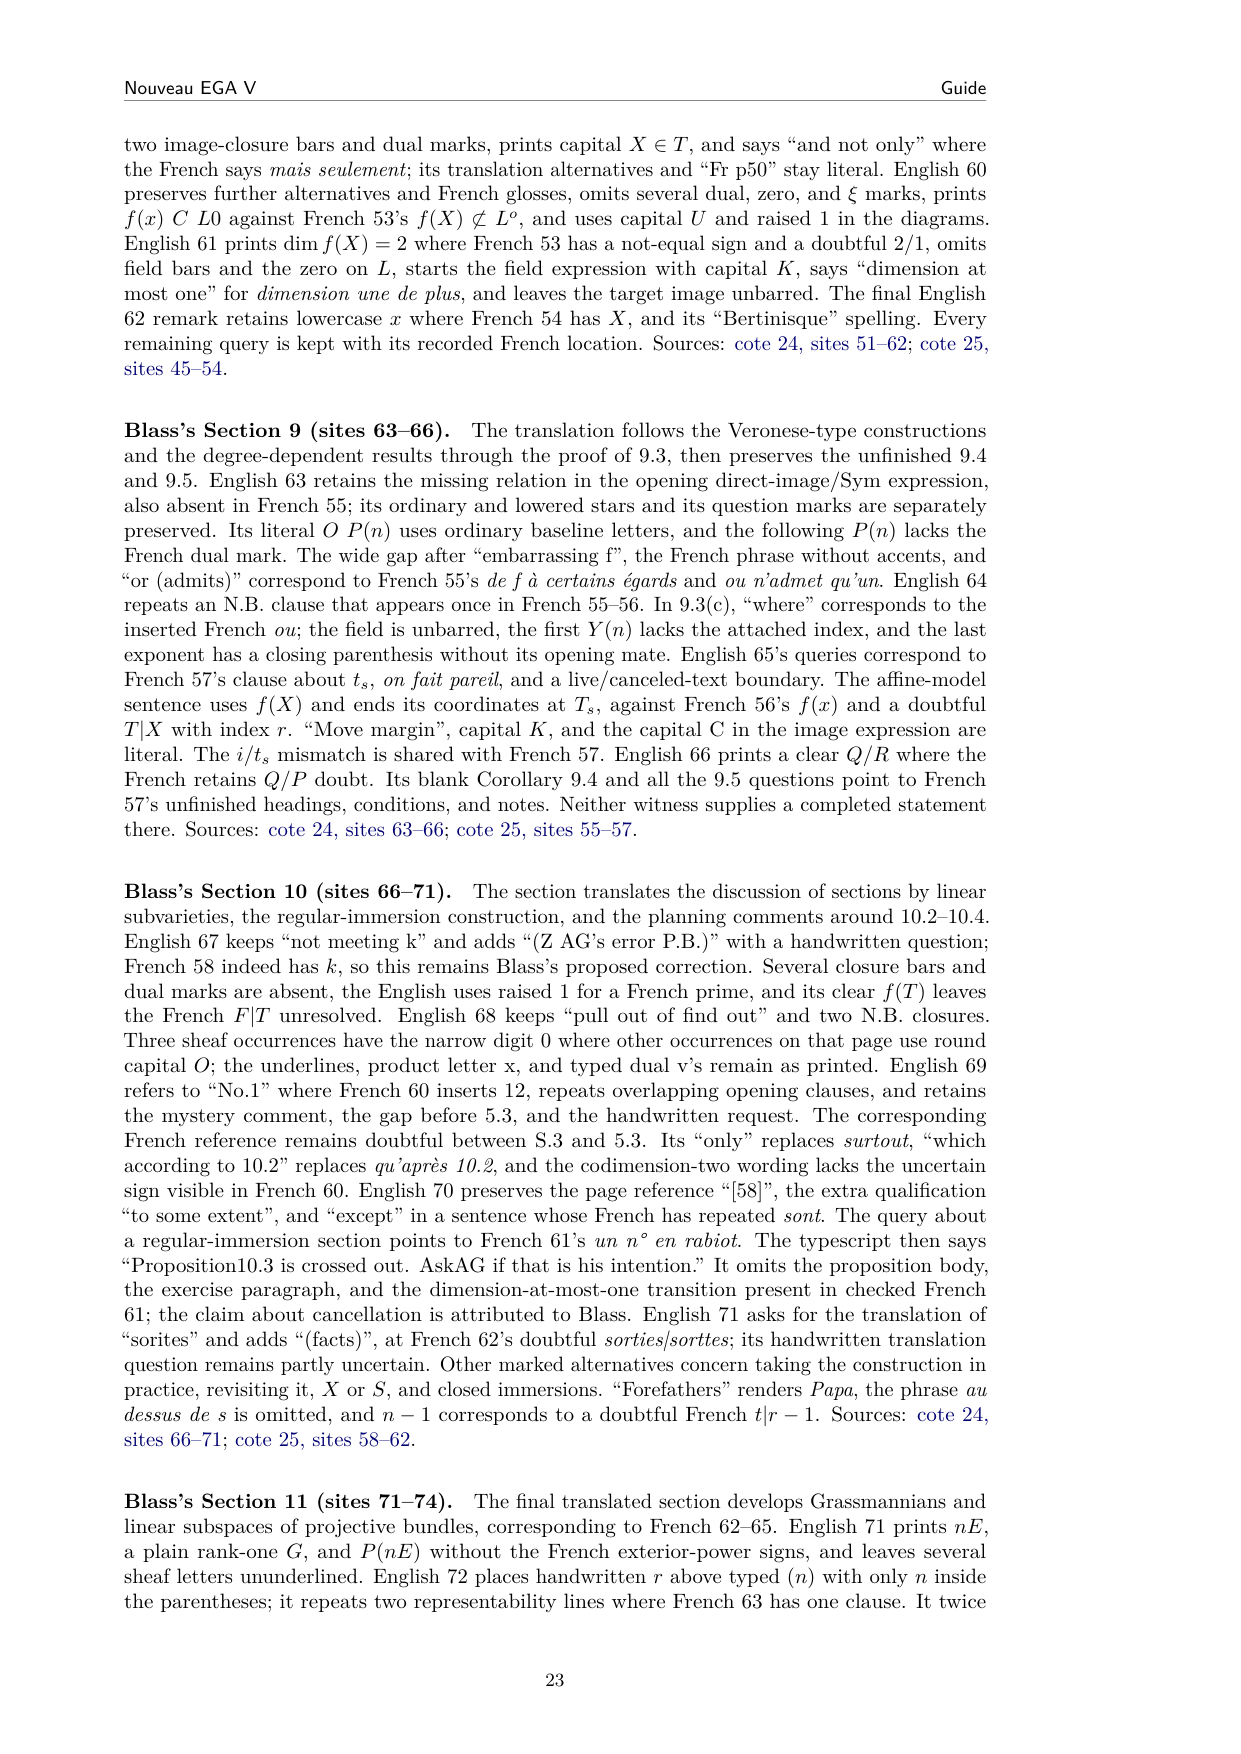 Nouveau EGA V Guide
two image-closure bars and dual marks, prints capital X ∈ T, and says “and not only” where
the French says mais seulement; its translation alternatives and “Fr p50” stay literal. English 60
preserves further alternatives and French glosses, omits several dual, zero, and ξ marks, prints
f(x) C L0 against French 53’s f(X) ⊄ Lᵒ, and uses capital U and raised 1 in the diagrams.
English 61 prints dim f(X) = 2 where French 53 has a not-equal sign and a doubtful 2/1, omits
field bars and the zero on L, starts the field expression with capital K, says “dimension at
most one” for dimension une de plus, and leaves the target image unbarred. The final English
62 remark retains lowercase x where French 54 has X, and its “Bertinisque” spelling. Every
remaining query is kept with its recorded French location. Sources: cote 24, sites 51–62; cote 25,
sites 45–54.
Blass’s Section 9 (sites 63–66). The translation follows the Veronese-type constructions
and the degree-dependent results through the proof of 9.3, then preserves the unfinished 9.4
and 9.5. English 63 retains the missing relation in the opening direct-image/Sym expression,
also absent in French 55; its ordinary and lowered stars and its question marks are separately
preserved. Its literal O P(n) uses ordinary baseline letters, and the following P(n) lacks the
French dual mark. The wide gap after “embarrassing f”, the French phrase without accents, and
“or (admits)” correspond to French 55’s de f à certains égards and ou n’admet qu’un. English 64
repeats an N.B. clause that appears once in French 55–56. In 9.3(c), “where” corresponds to the
inserted French ou; the field is unbarred, the first Y(n) lacks the attached index, and the last
exponent has a closing parenthesis without its opening mate. English 65’s queries correspond to
French 57’s clause about tₛ, on fait pareil, and a live/canceled-text boundary. The affine-model
sentence uses f(X) and ends its coordinates at Tₛ, against French 56’s f(x) and a doubtful
T|X with index r. “Move margin”, capital K, and the capital C in the image expression are
literal. The i/tₛ mismatch is shared with French 57. English 66 prints a clear Q/R where the
French retains Q/P doubt. Its blank Corollary 9.4 and all the 9.5 questions point to French
57’s unfinished headings, conditions, and notes. Neither witness supplies a completed statement
there. Sources: cote 24, sites 63–66; cote 25, sites 55–57.
Blass’s Section 10 (sites 66–71). The section translates the discussion of sections by linear
subvarieties, the regular-immersion construction, and the planning comments around 10.2–10.4.
English 67 keeps “not meeting k” and adds “(Z AG’s error P.B.)” with a handwritten question;
French 58 indeed has k, so this remains Blass’s proposed correction. Several closure bars and
dual marks are absent, the English uses raised 1 for a French prime, and its clear f(T) leaves
the French F|T unresolved. English 68 keeps “pull out of find out” and two N.B. closures.
Three sheaf occurrences have the narrow digit 0 where other occurrences on that page use round
capital O; the underlines, product letter x, and typed dual v’s remain as printed. English 69
refers to “No.1” where French 60 inserts 12, repeats overlapping opening clauses, and retains
the mystery comment, the gap before 5.3, and the handwritten request. The corresponding
French reference remains doubtful between S.3 and 5.3. Its “only” replaces surtout, “which
according to 10.2” replaces qu’après 10.2, and the codimension-two wording lacks the uncertain
sign visible in French 60. English 70 preserves the page reference “[58]”, the extra qualification
“to some extent”, and “except” in a sentence whose French has repeated sont. The query about
a regular-immersion section points to French 61’s un n° en rabiot. The typescript then says
“Proposition10.3 is crossed out. AskAG if that is his intention.” It omits the proposition body,
the exercise paragraph, and the dimension-at-most-one transition present in checked French
61; the claim about cancellation is attributed to Blass. English 71 asks for the translation of
“sorites” and adds “(facts)”, at French 62’s doubtful sorties/sorttes; its handwritten translation
question remains partly uncertain. Other marked alternatives concern taking the construction in
practice, revisiting it, X or S, and closed immersions. “Forefathers” renders Papa, the phrase au
dessus de s is omitted, and n − 1 corresponds to a doubtful French t|r − 1. Sources: cote 24,
sites 66–71; cote 25, sites 58–62.
Blass’s Section 11 (sites 71–74). The final translated section develops Grassmannians and
linear subspaces of projective bundles, corresponding to French 62–65. English 71 prints nE,
a plain rank-one G, and P(nE) without the French exterior-power signs, and leaves several
sheaf letters ununderlined. English 72 places handwritten r above typed (n) with only n inside
the parentheses; it repeats two representability lines where French 63 has one clause. It twice
23